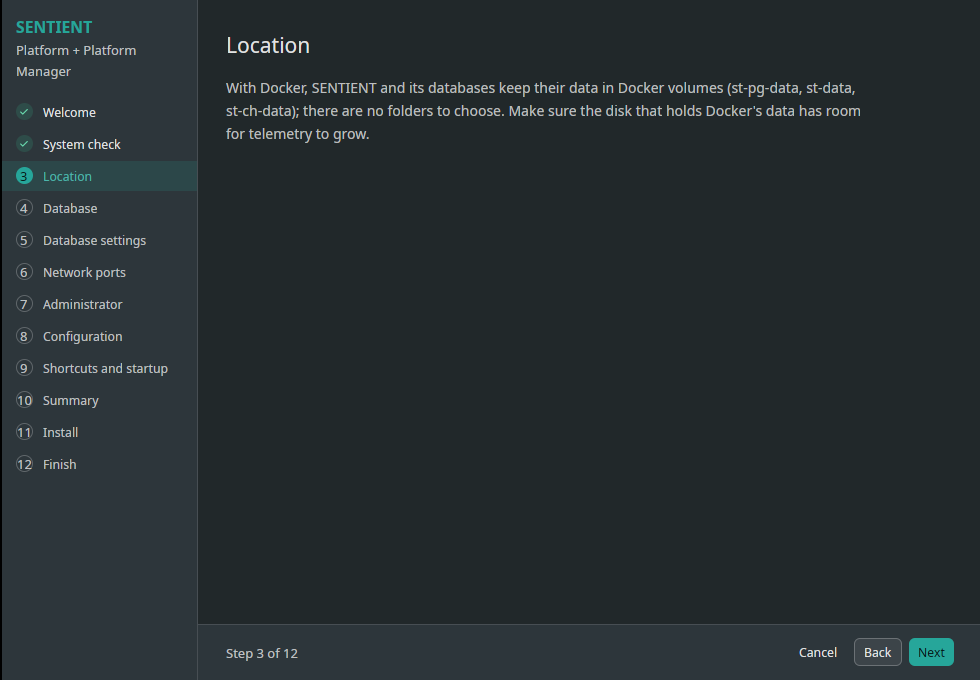 SENTIENT
Platform + Platform
Manager
Welcome
System check
3 Location
4 Database
5 Database settings
6 Network ports
7 Administrator
8 Configuration
9 Shortcuts and startup
10 Summary
11 Install
12 Finish
Location
With Docker, SENTIENT and its databases keep their data in Docker volumes (st-pg-data, st-data,
st-ch-data); there are no folders to choose. Make sure the disk that holds Docker's data has room
for telemetry to grow.
Step 3 of 12
Cancel Back Next